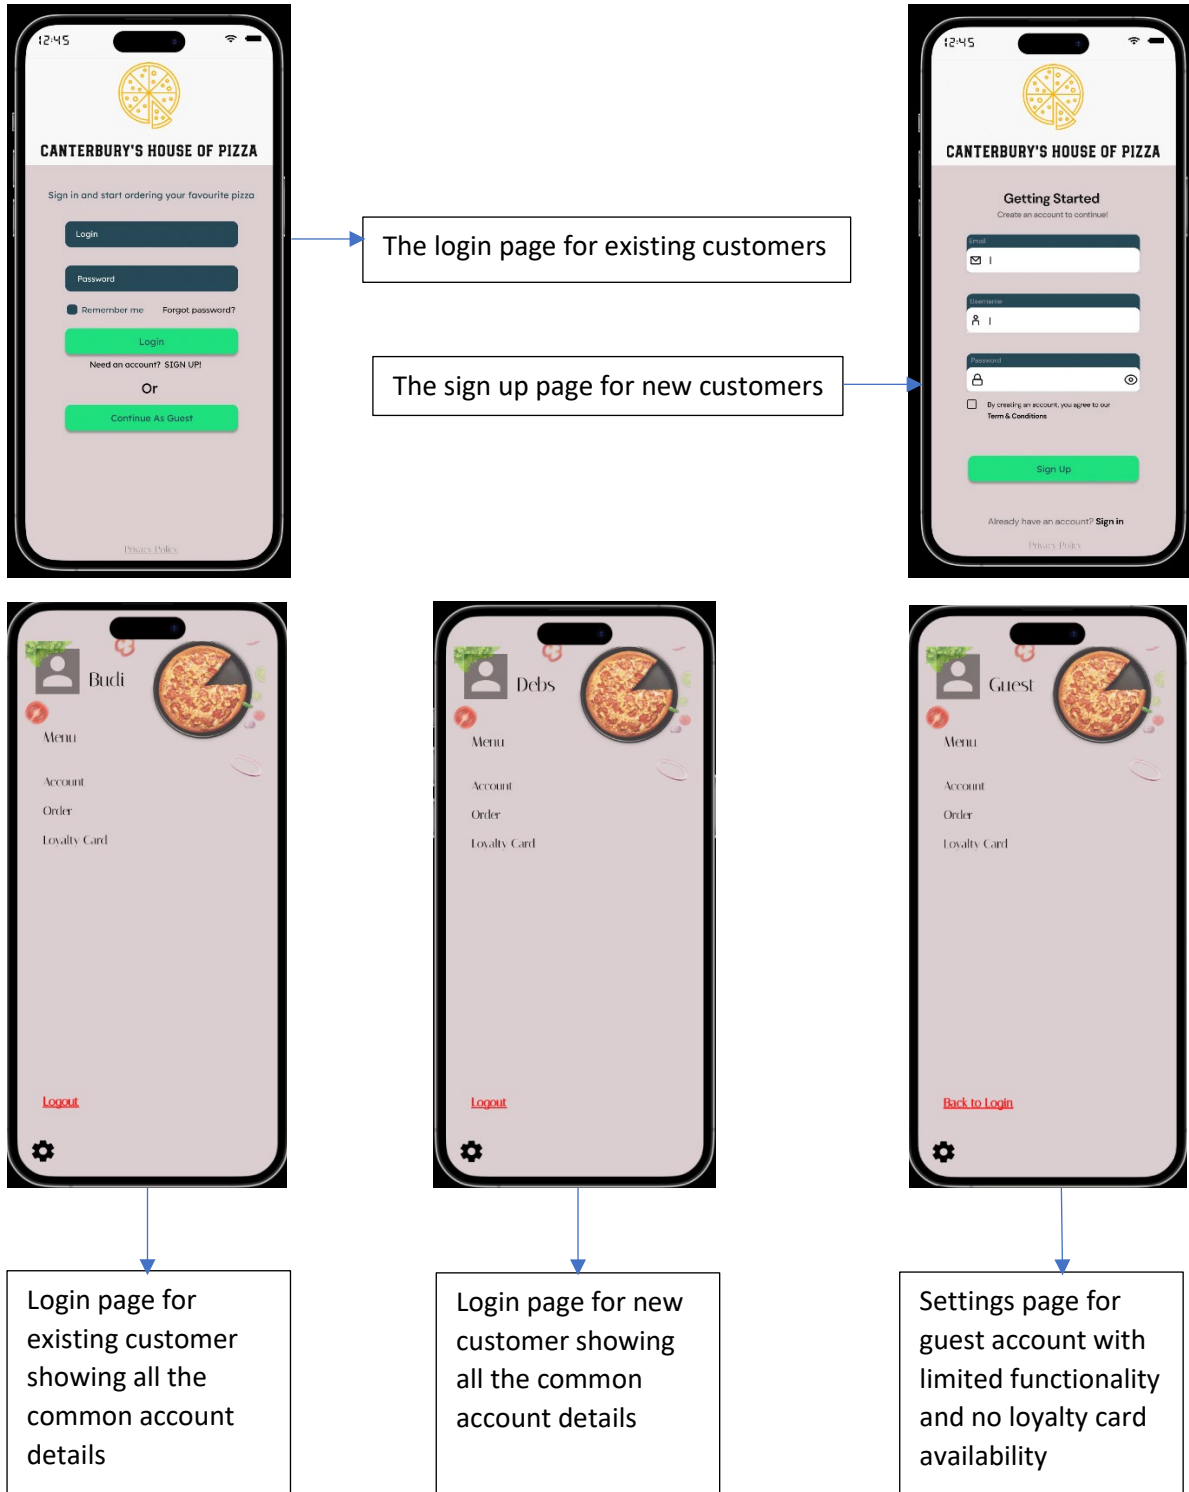 12:45
CANTERBURY'S HOUSE OF PIZZA
Sign in and start ordering your favourite pizza
Login
Password
Remember me Forgot password?
Login
Need an account? SIGN UP!
Or
Continue As Guest
Privacy Policy
The login page for existing customers
The sign up page for new customers
12:45
CANTERBURY'S HOUSE OF PIZZA
Getting Started
Create an account to continue!
Email
Username
Password
By creating an account, you agree to our
Term & Conditions
Sign Up
Already have an account? Sign in
Privacy Policy
Budi
Menu
Account
Order
Loyalty Card
Logout
Debs
Menu
Account
Order
Loyalty Card
Logout
Guest
Menu
Account
Order
Loyalty Card
Back to Login
Login page for
existing customer
showing all the
common account
details
Login page for new
customer showing
all the common
account details
Settings page for
guest account with
limited functionality
and no loyalty card
availability